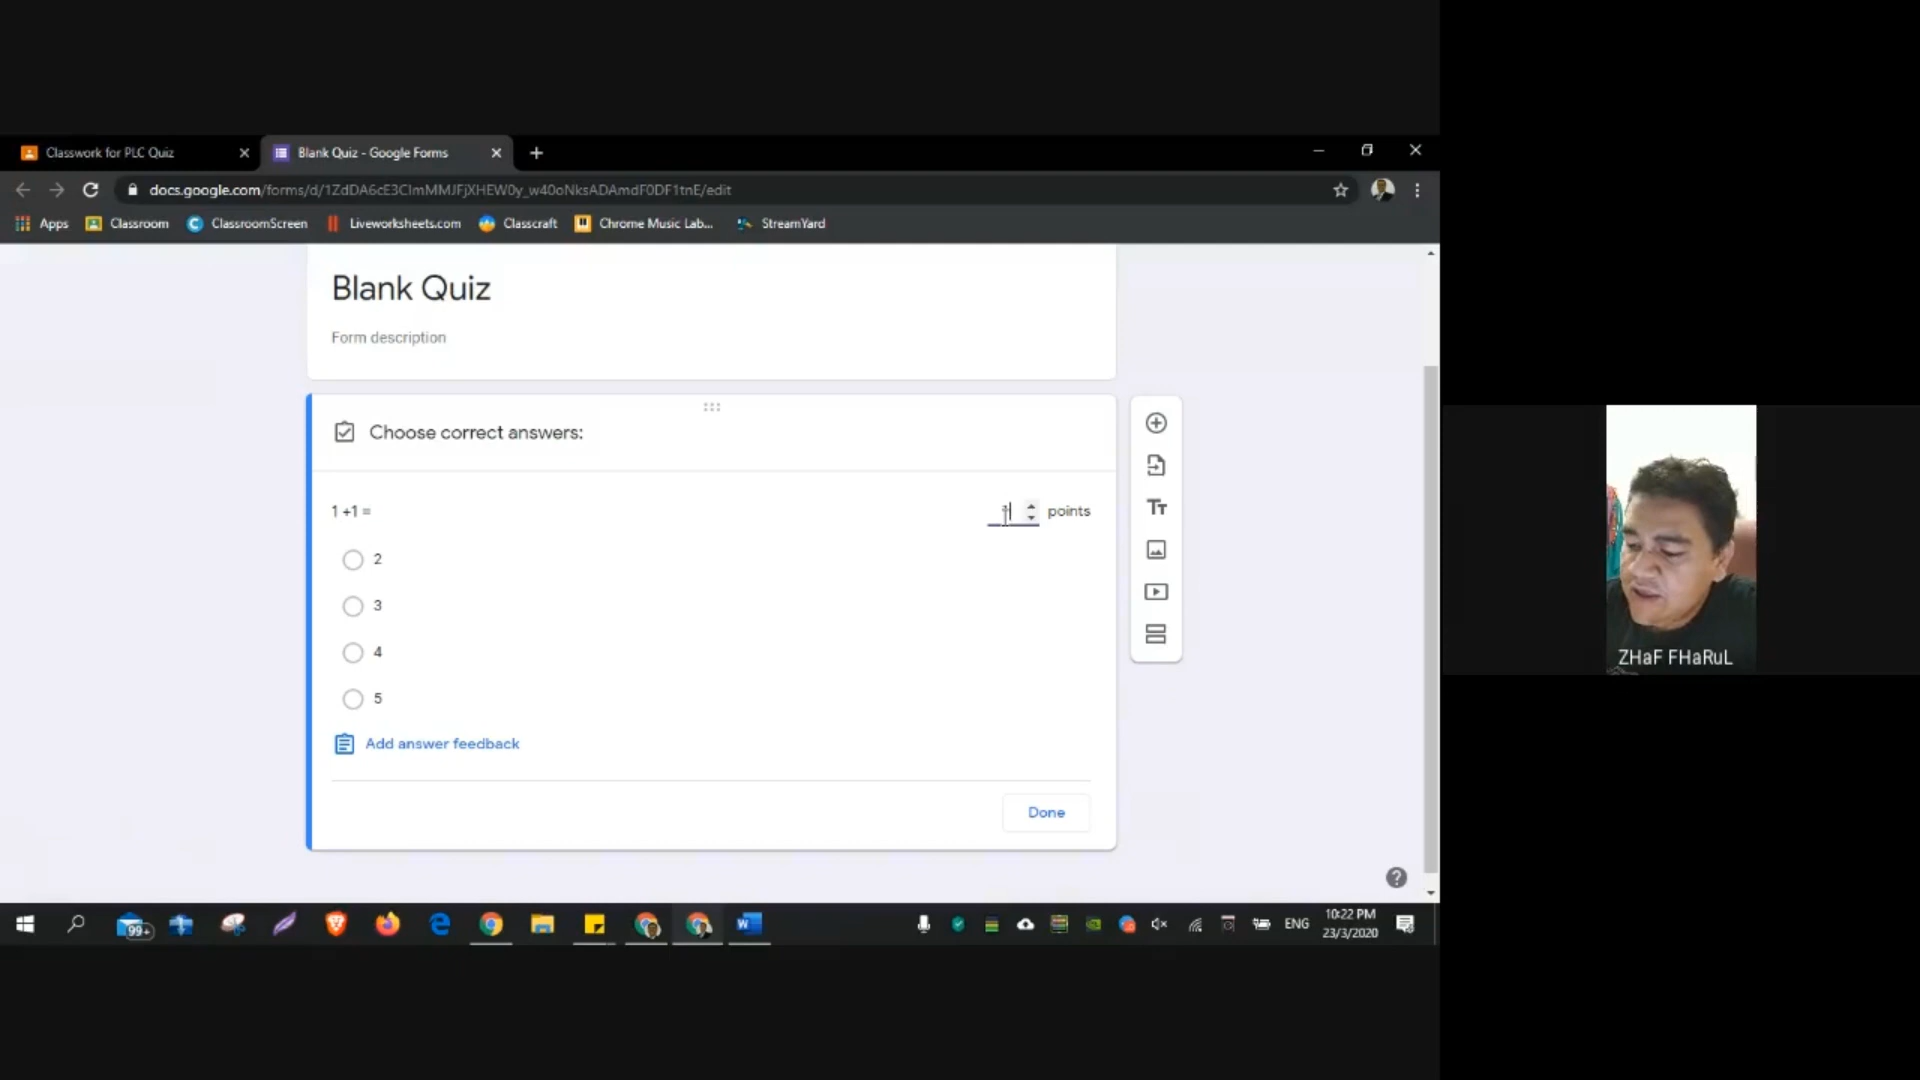 Classwork for PLC Quiz
Blank Quiz - Google Forms
docs.google.com/forms/d/1ZdDA6cE3CImMMJFjXHEW0y_w40oNksADAmdF0DF1tnE/edit
Apps Classroom ClassroomScreen Liveworksheets.com Classcraft Chrome Music Lab... StreamYard
Blank Quiz
Form description
Choose correct answers:
1 +1 =
points
2
3
4
5
Add answer feedback
Done
99+
ENG
10:22 PM
23/3/2020
ZHaF FHaRuL